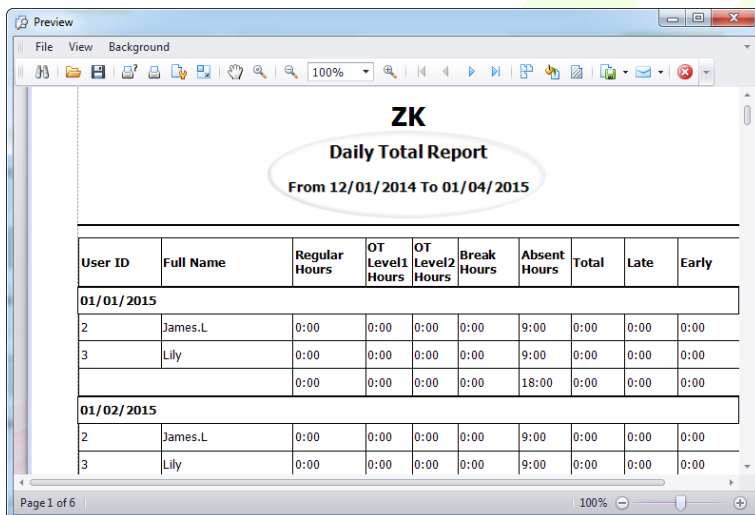 Preview
File View Background
100%
ZK
Daily Total Report
From 12/01/2014 To 01/04/2015
User ID Full Name Regular Hours OT Level1 Hours OT Level2 Hours Break Hours Absent Hours Total Late Early
01/01/2015
2 James.L 0:00 0:00 0:00 0:00 9:00 0:00 0:00 0:00
3 Lily 0:00 0:00 0:00 0:00 9:00 0:00 0:00 0:00
0:00 0:00 0:00 0:00 18:00 0:00 0:00 0:00
01/02/2015
2 James.L 0:00 0:00 0:00 0:00 9:00 0:00 0:00 0:00
3 Lily 0:00 0:00 0:00 0:00 9:00 0:00 0:00 0:00
Page 1 of 6 100%